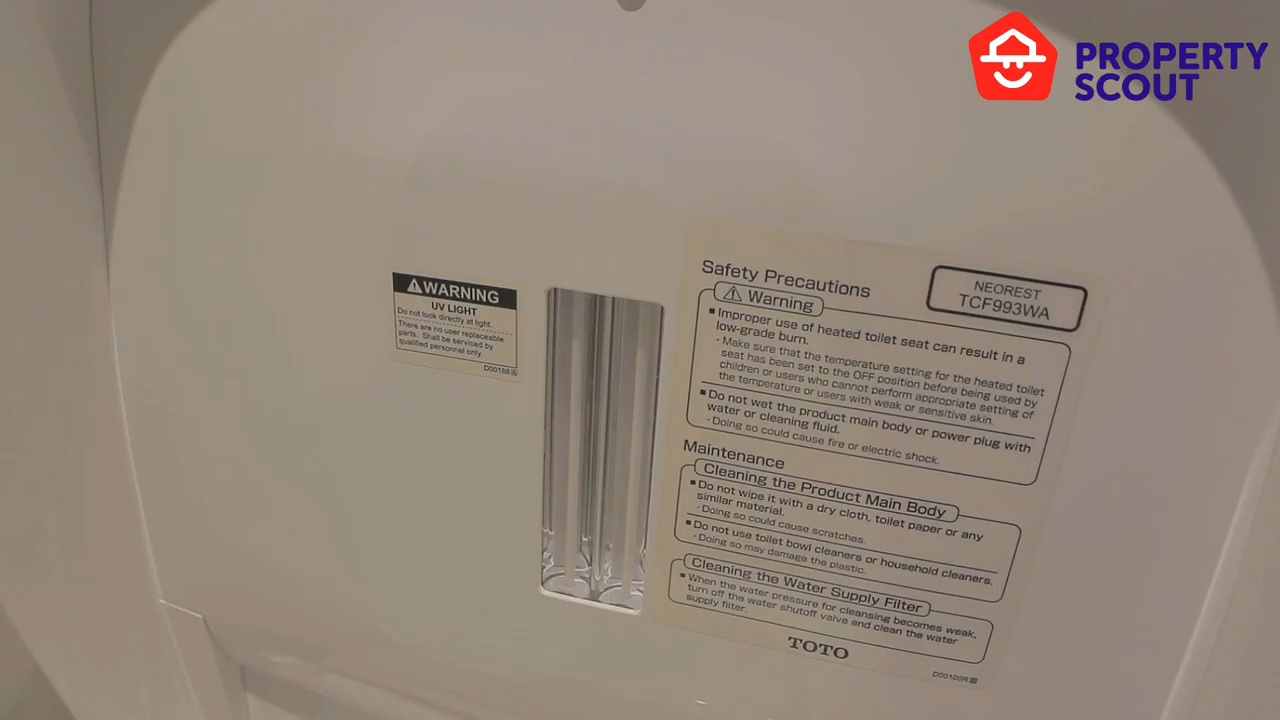 PROPERTY
SCOUT
WARNING
UV LIGHT
Do not look directly at light.
There are no user replaceable
parts. Shall be serviced by
qualified personnel only.
D00188
Safety Precautions
NEOREST
TCF993WA
Warning
■Improper use of heated toilet seat can result in a
low-grade burn.
・Make sure that the temperature setting for the heated toilet
seat has been set to the OFF position before being used by
children or users who cannot perform appropriate setting of
the temperature or users with weak or sensitive skin.
■Do not wet the product main body or power plug with
water or cleaning fluid.
・Doing so could cause fire or electric shock.
Maintenance
Cleaning the Product Main Body
■Do not wipe it with a dry cloth, toilet paper or any
similar material.
・Doing so could cause scratches.
■Do not use toilet bowl cleaners or household cleaners.
・Doing so may damage the plastic.
Cleaning the Water Supply Filter
■When the water pressure for cleansing becomes weak,
turn off the water shutoff valve and clean the water
supply filter.
TOTO
D00100R